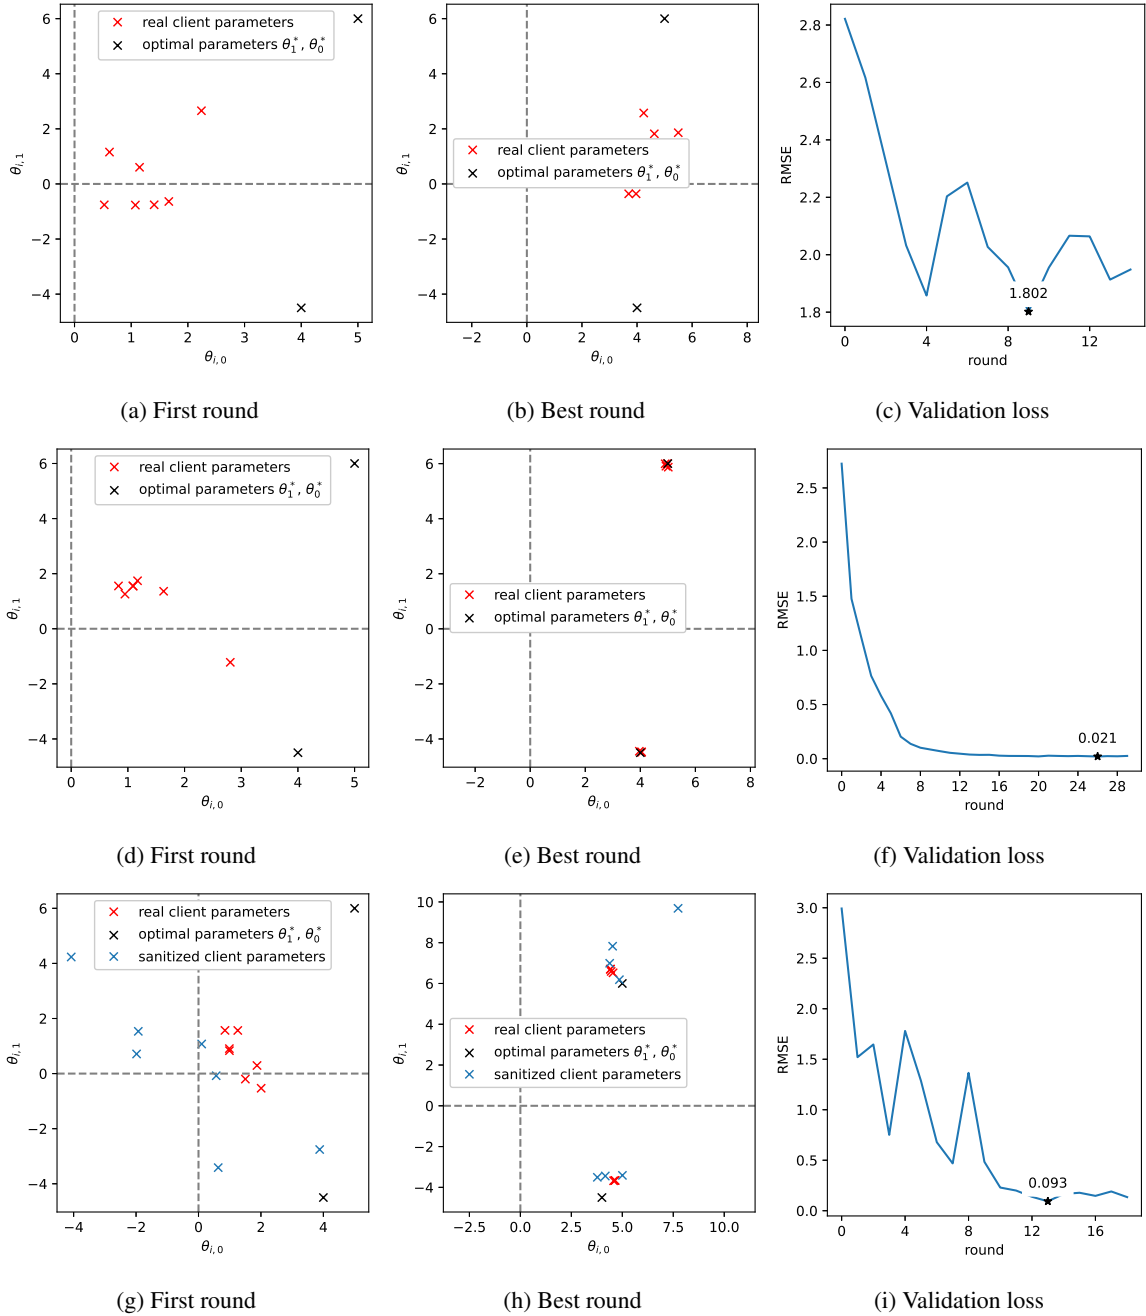 real client parameters
optimal parameters θ₁*, θ₀*
6
4
2
0
−2
−4
θᵢ,₁
0 1 2 3 4 5
θᵢ,₀
(a) First round
real client parameters
optimal parameters θ₁*, θ₀*
6
4
2
0
−2
−4
θᵢ,₁
−2 0 2 4 6 8
θᵢ,₀
(b) Best round
2.8
2.6
2.4
2.2
2.0
1.8
RMSE
1.802
0 4 8 12
round
(c) Validation loss
real client parameters
optimal parameters θ₁*, θ₀*
6
4
2
0
−2
−4
θᵢ,₁
0 1 2 3 4 5
θᵢ,₀
(d) First round
real client parameters
optimal parameters θ₁*, θ₀*
6
4
2
0
−2
−4
θᵢ,₁
−2 0 2 4 6 8
θᵢ,₀
(e) Best round
2.5
2.0
1.5
1.0
0.5
0.0
RMSE
0.021
0 4 8 12 16 20 24 28
round
(f) Validation loss
real client parameters
optimal parameters θ₁*, θ₀*
sanitized client parameters
6
4
2
0
−2
−4
θᵢ,₁
−4 −2 0 2 4
θᵢ,₀
(g) First round
real client parameters
optimal parameters θ₁*, θ₀*
sanitized client parameters
10
8
6
4
2
0
−2
−4
θᵢ,₁
−2.5 0.0 2.5 5.0 7.5 10.0
θᵢ,₀
(h) Best round
3.0
2.5
2.0
1.5
1.0
0.5
0.0
RMSE
0.093
0 4 8 12 16
round
(i) Validation loss